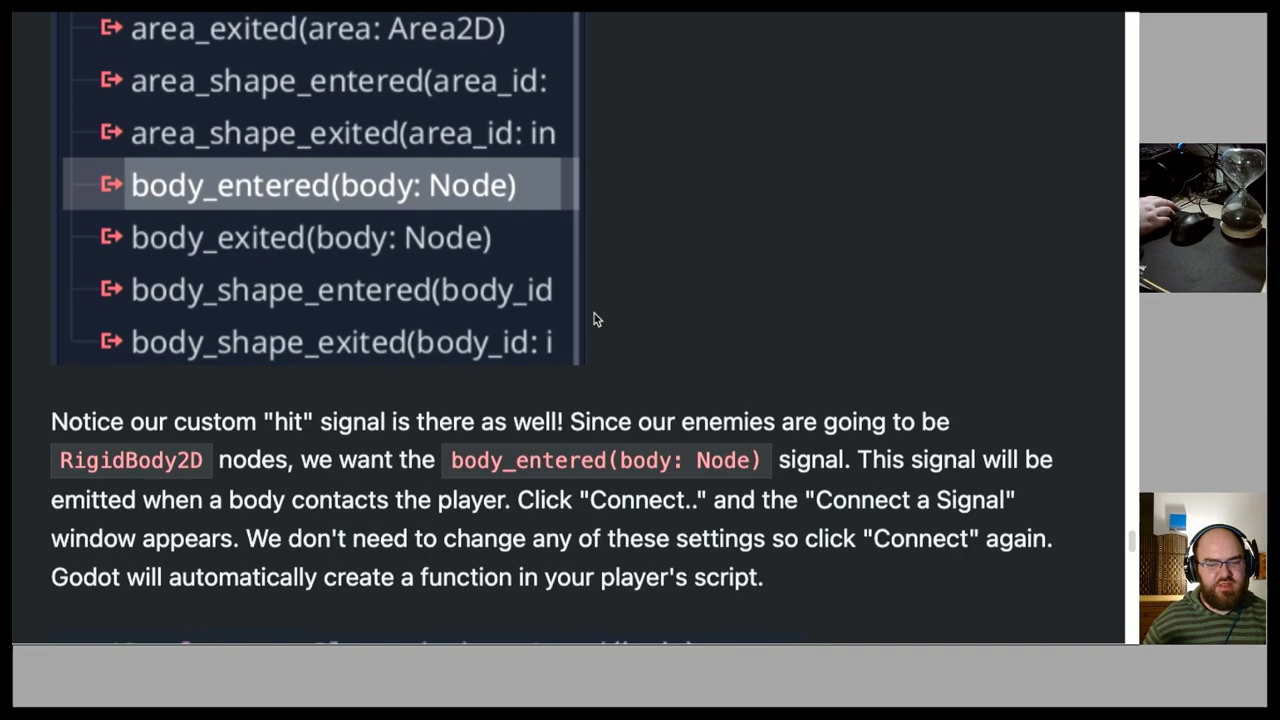 area_exited(area: Area2D)
area_shape_entered(area_id:
area_shape_exited(area_id: in
body_entered(body: Node)
body_exited(body: Node)
body_shape_entered(body_id
body_shape_exited(body_id: i
Notice our custom "hit" signal is there as well! Since our enemies are going to be
RigidBody2D nodes, we want the body_entered(body: Node) signal. This signal will be
emitted when a body contacts the player. Click "Connect.." and the "Connect a Signal"
window appears. We don't need to change any of these settings so click "Connect" again.
Godot will automatically create a function in your player's script.